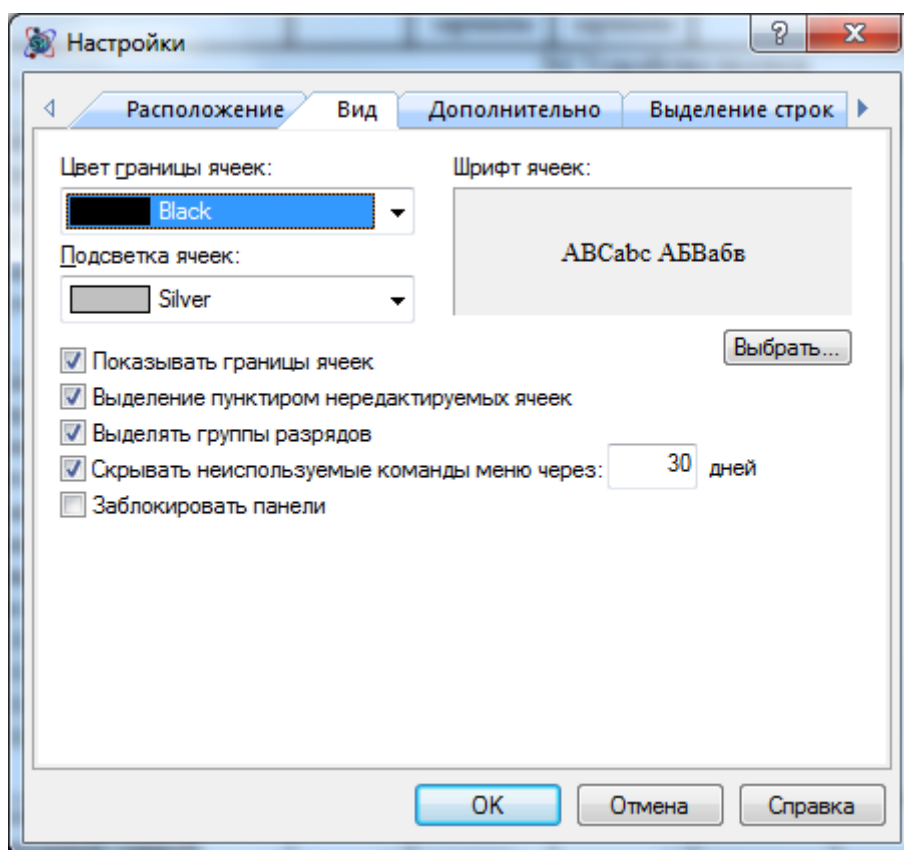 Настройки
Расположение Вид Дополнительно Выделение строк
Цвет границы ячеек: Шрифт ячеек:
Black
ABCabc АБВабв
Подсветка ячеек:
Silver
Выбрать...
Показывать границы ячеек
Выделение пунктиром нередактируемых ячеек
Выделять группы разрядов
Скрывать неиспользуемые команды меню через: 30 дней
Заблокировать панели
OK Отмена Справка